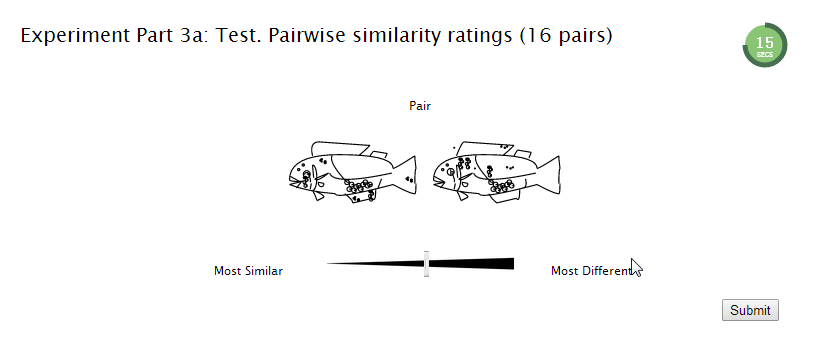 Experiment Part 3a: Test. Pairwise similarity ratings (16 pairs)
15
SECS
Pair
Most Similar
Most Different
Submit